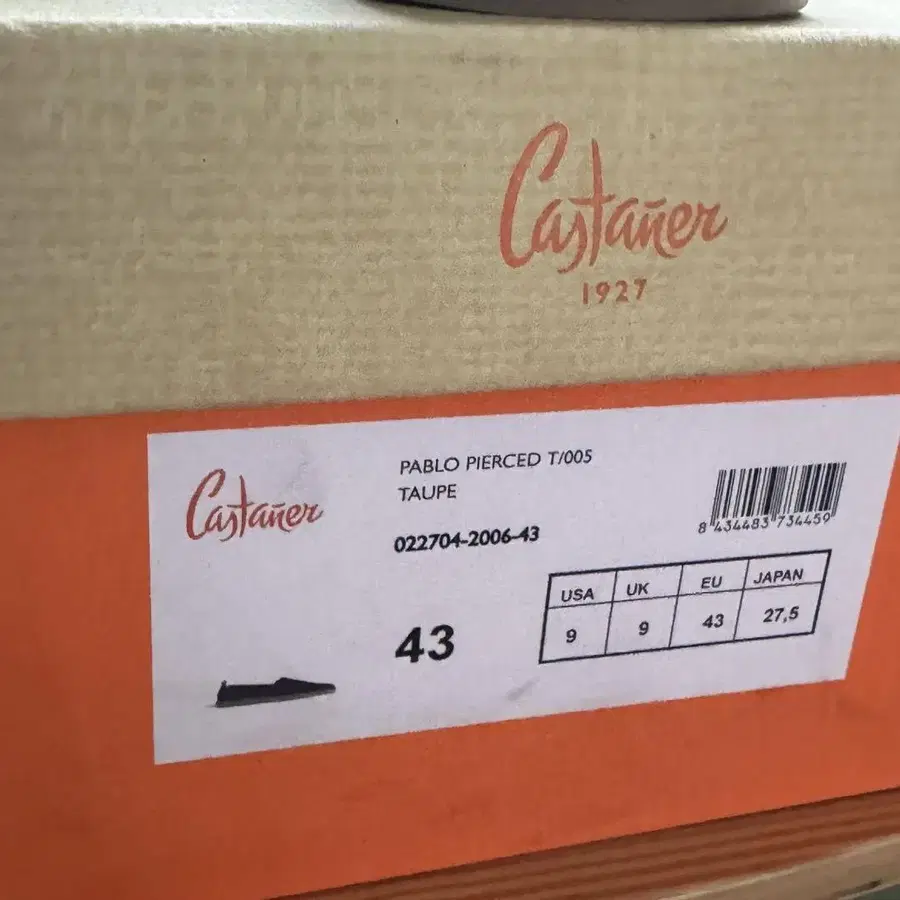 Castañer
1927
Castañer
PABLO PIERCED T/005
TAUPE
022704-2006-43
8 434483 734459
43
USA UK EU JAPAN
9 9 43 27,5